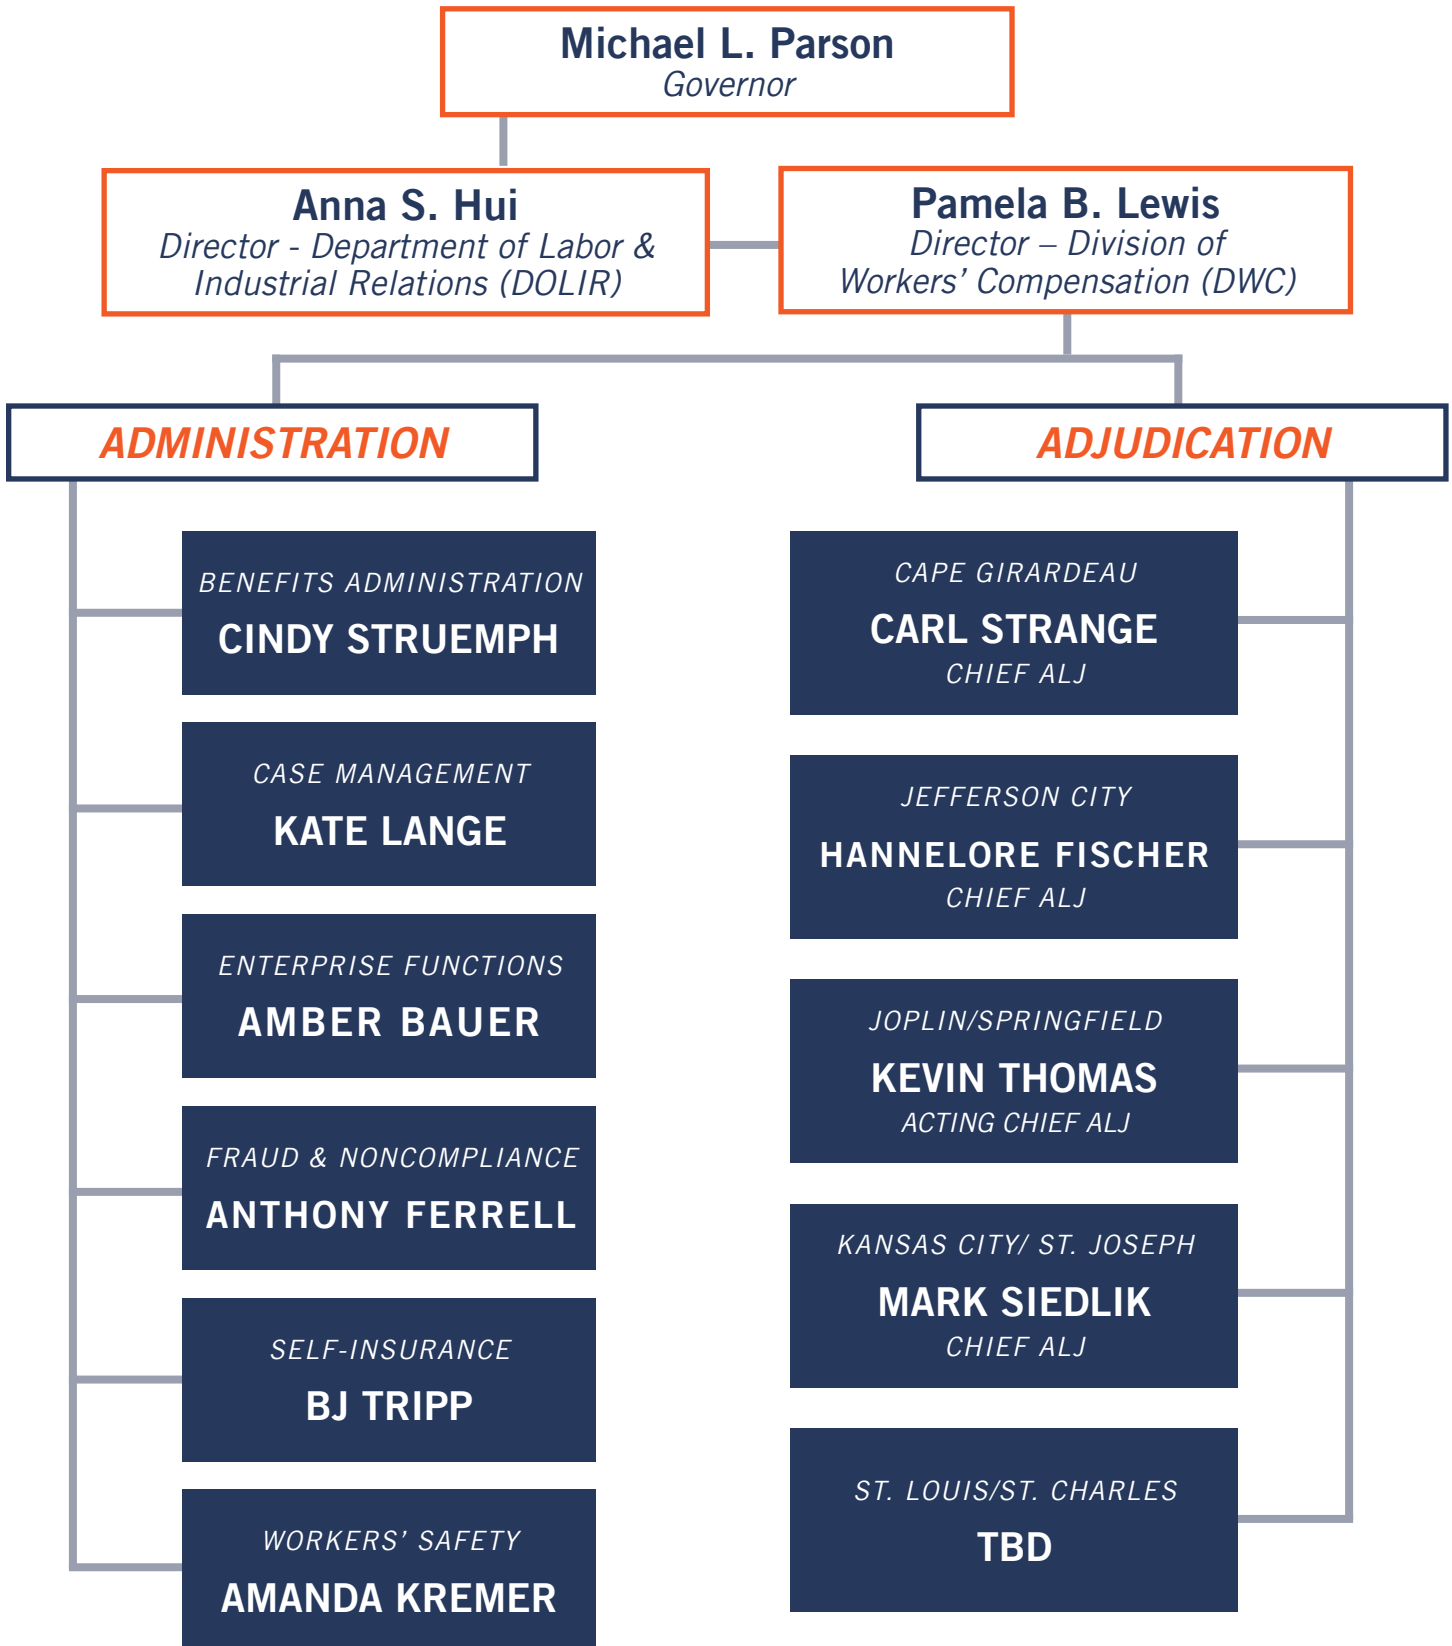 Michael L. Parson
Governor
Anna S. Hui
Director - Department of Labor &
Industrial Relations (DOLIR)
Pamela B. Lewis
Director – Division of
Workers’ Compensation (DWC)
ADMINISTRATION
BENEFITS ADMINISTRATION
CINDY STRUEMPH
CASE MANAGEMENT
KATE LANGE
ENTERPRISE FUNCTIONS
AMBER BAUER
FRAUD & NONCOMPLIANCE
ANTHONY FERRELL
SELF-INSURANCE
BJ TRIPP
WORKERS’ SAFETY
AMANDA KREMER
ADJUDICATION
CAPE GIRARDEAU
CARL STRANGE
CHIEF ALJ
JEFFERSON CITY
HANNELORE FISCHER
CHIEF ALJ
JOPLIN/SPRINGFIELD
KEVIN THOMAS
ACTING CHIEF ALJ
KANSAS CITY/ ST. JOSEPH
MARK SIEDLIK
CHIEF ALJ
ST. LOUIS/ST. CHARLES
TBD